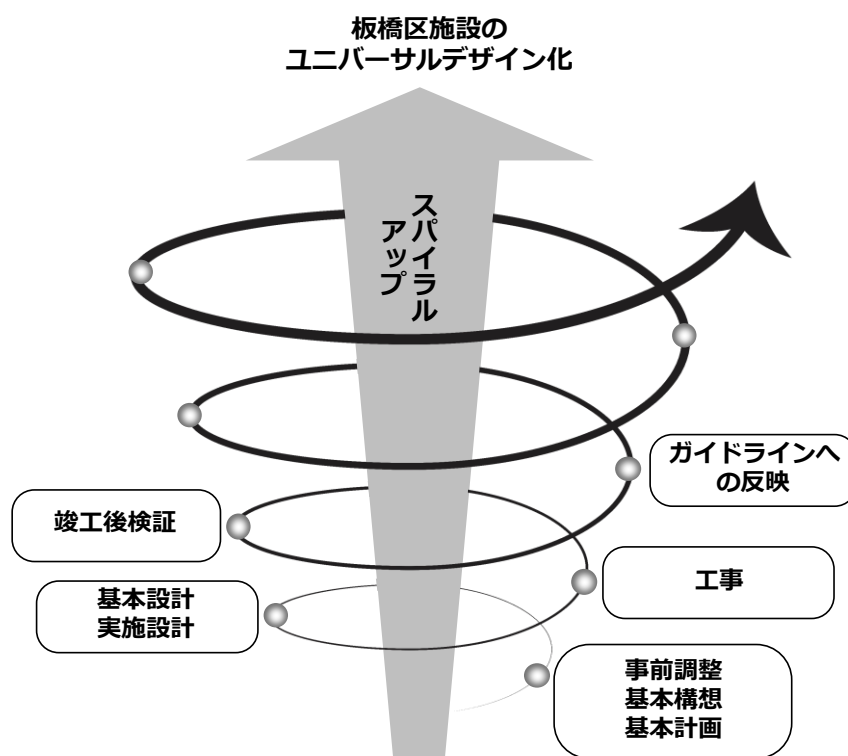 板橋区施設の
ユニバーサルデザイン化
スパイラル
アップ
ガイドラインへ
の反映
竣工後検証
工事
基本設計
実施設計
事前調整
基本構想
基本計画